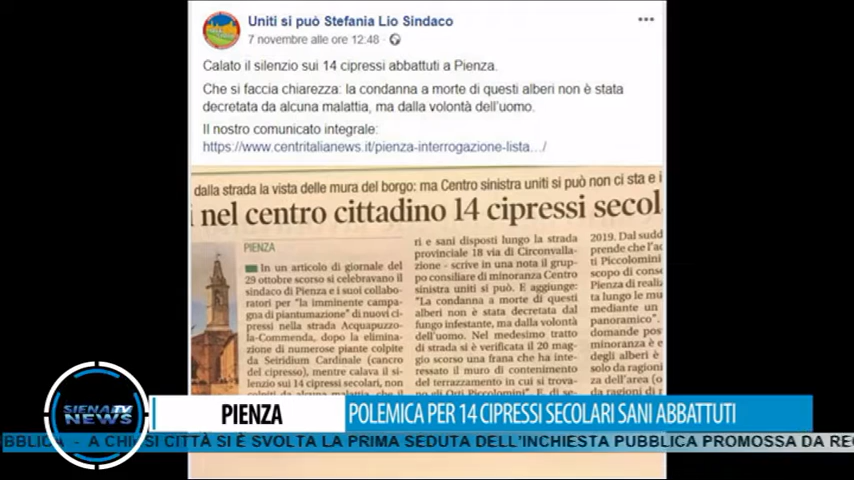 Uniti si può Stefania Lio Sindaco
7 novembre alle ore 12:48
Calato il silenzio sui 14 cipressi abbattuti a Pienza.
Che si faccia chiarezza: la condanna a morte di questi alberi non è stata
decretata da alcuna malattia, ma dalla volontà dell'uomo.
Il nostro comunicato integrale:
https://www.centritalianews.it/pienza-interrogazione-lista…/
dalla strada la vista delle mura del borgo: ma Centro sinistra uniti si può non ci sta e i
i nel centro cittadino 14 cipressi secol
PIENZA
In un articolo di giornale del
29 ottobre scorso si celebravano il
sindaco di Pienza e i suoi collabo-
ratori per "la imminente campa-
gna di piantumazione" di nuovi ci-
pressi nella strada Acquapuzzo-
la-Commenda, dopo la elimina-
zione di numerose piante colpite
da Seiridium Cardinale (cancro
del cipresso), mentre calava il si-
lenzio sui 14 cipressi secolari, non
ri e sani disposti lungo la strada
provinciale 18 via di Circonvalla-
zione - scrive in una nota il grup-
po consiliare di minoranza Centro
sinistra uniti si può. E aggiunge:
"La condanna a morte di questi
alberi non è stata decretata dal
fungo infestante, ma dalla volontà
dell'uomo. Nel medesimo tratto
di strada si è verificata il 20 mag-
gio scorso una frana che ha inte-
ressato il muro di contenimento
del terrazzamento in cui si trova-
no gli Orti Piccolomini". E, di se-
2019. Dal sudd
prende che l'ac
ti Piccolomini
scopo di conse
Pienza di realiz
ta lungo le mu
mediante un
panoramico".
domande pos
minoranza è e
degli alberi è
solo da ragioni
za dell'area (o
da ragioni di
SIENA TV
NEWS
PIENZA
POLEMICA PER 14 CIPRESSI SECOLARI SANI ABBATTUTI
BBLICA - A CHIUSI CITTÀ SI È SVOLTA LA PRIMA SEDUTA DELL'INCHIESTA PUBBLICA PROMOSSA DA REG